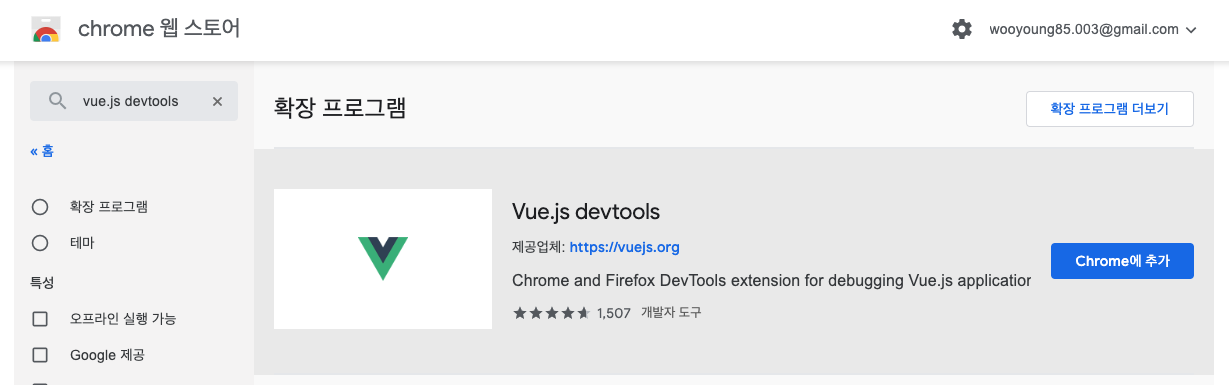 chrome 웹 스토어
wooyoung85.003@gmail.com
vue.js devtools
« 홈
확장 프로그램
테마
특성
오프라인 실행 가능
Google 제공
확장 프로그램
확장 프로그램 더보기
Vue.js devtools
제공업체: https://vuejs.org
Chrome and Firefox DevTools extension for debugging Vue.js application
1,507 개발자 도구
Chrome에 추가